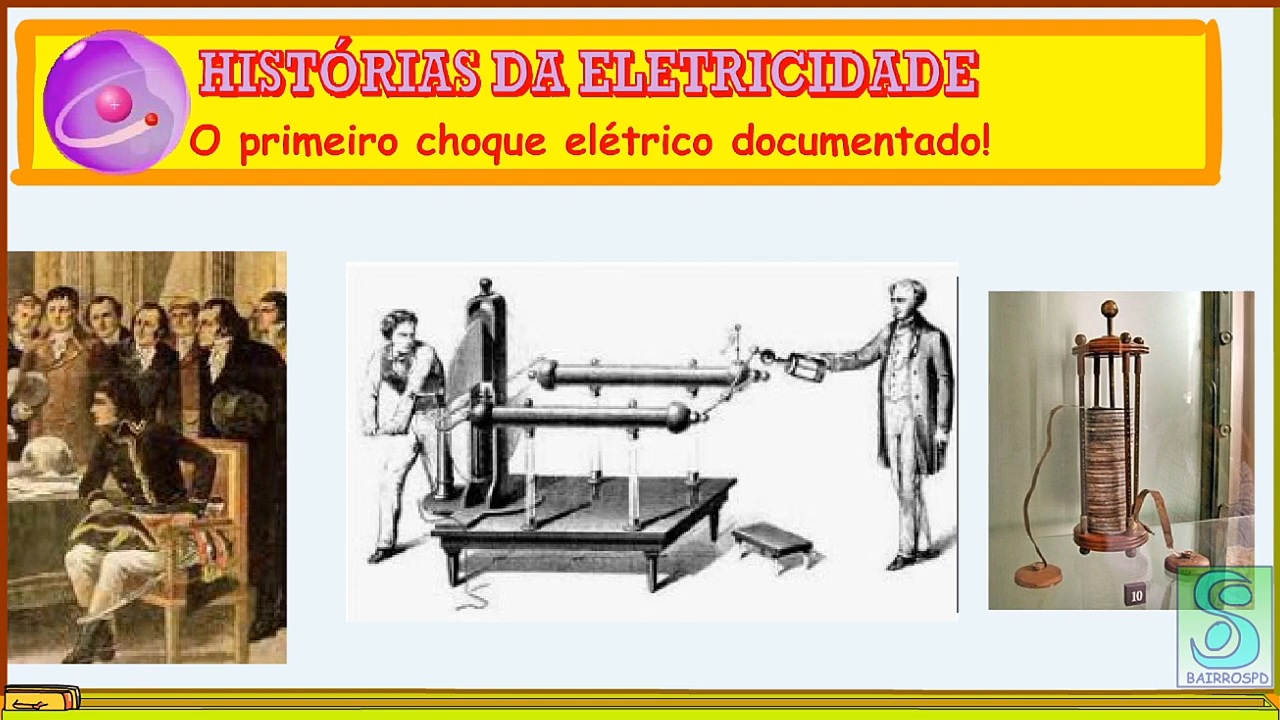 HISTÓRIAS DA ELETRICIDADE
O primeiro choque elétrico documentado!
10
BAIRROSPD